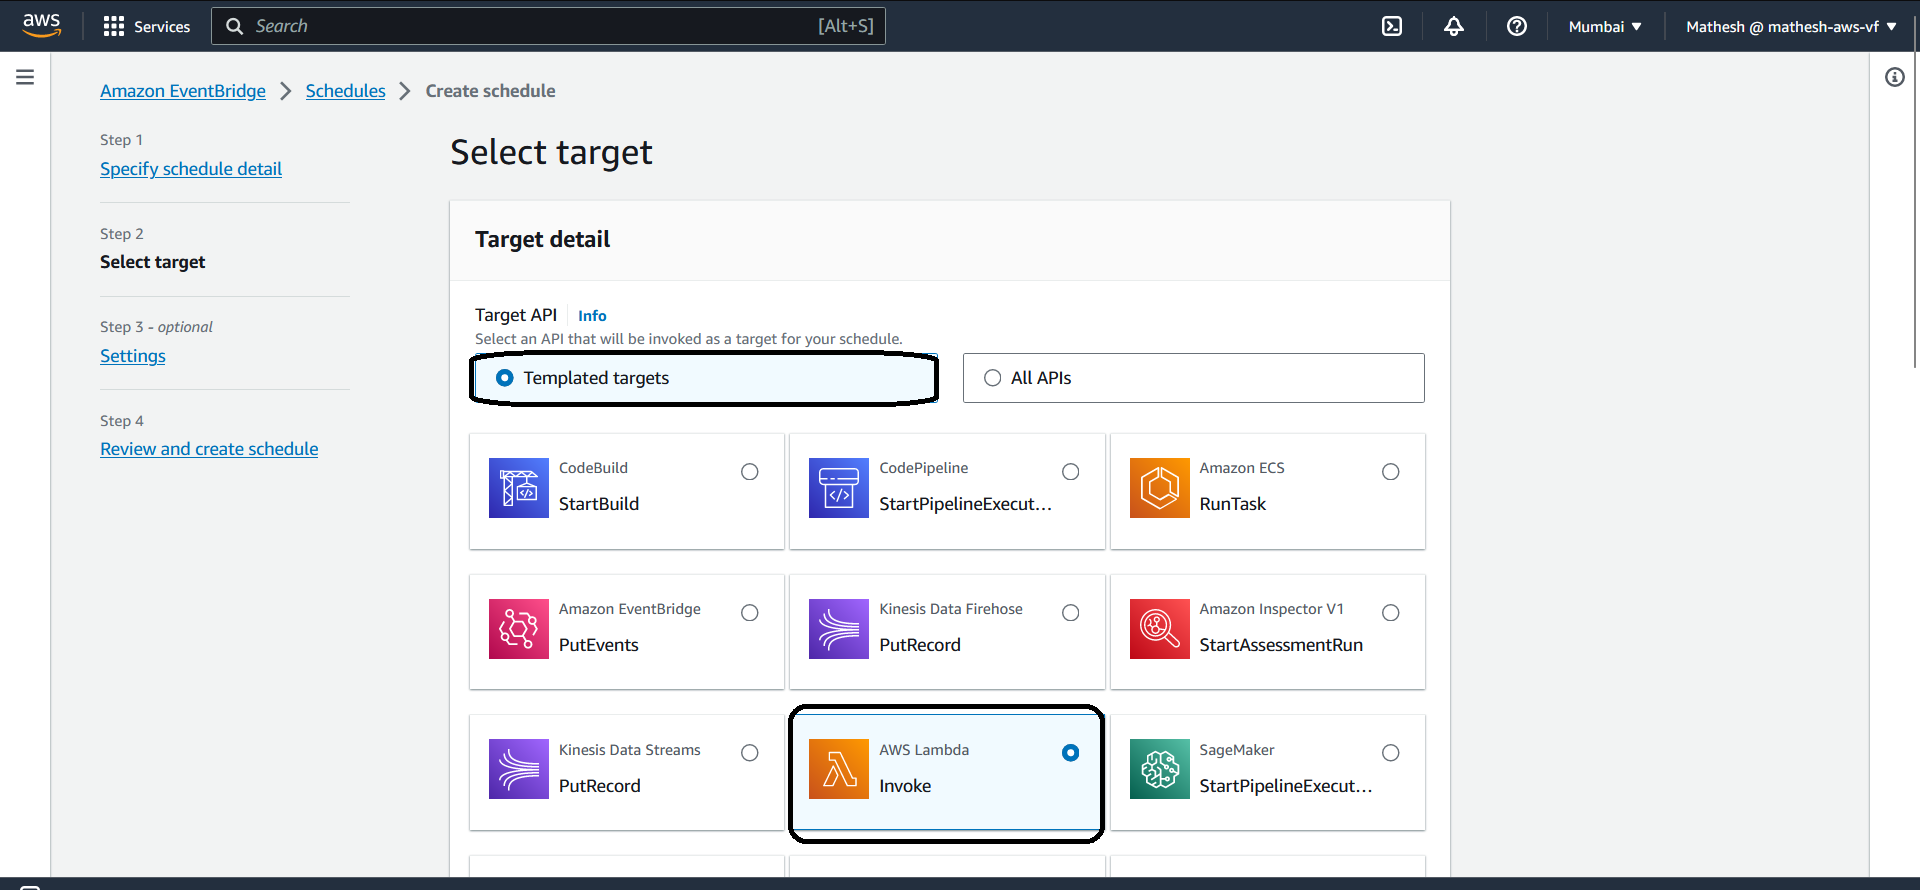 aws
Services
Search
[Alt+S]
Mumbai
Mathesh @ mathesh-aws-vf
Amazon EventBridge
Schedules
Create schedule
Step 1
Specify schedule detail
Step 2
Select target
Step 3 - optional
Settings
Step 4
Review and create schedule
Select target
Target detail
Target API
Info
Select an API that will be invoked as a target for your schedule.
Templated targets
All APIs
CodeBuild
StartBuild
CodePipeline
StartPipelineExecut...
Amazon ECS
RunTask
Amazon EventBridge
PutEvents
Kinesis Data Firehose
PutRecord
Amazon Inspector V1
StartAssessmentRun
Kinesis Data Streams
PutRecord
AWS Lambda
Invoke
SageMaker
StartPipelineExecut...